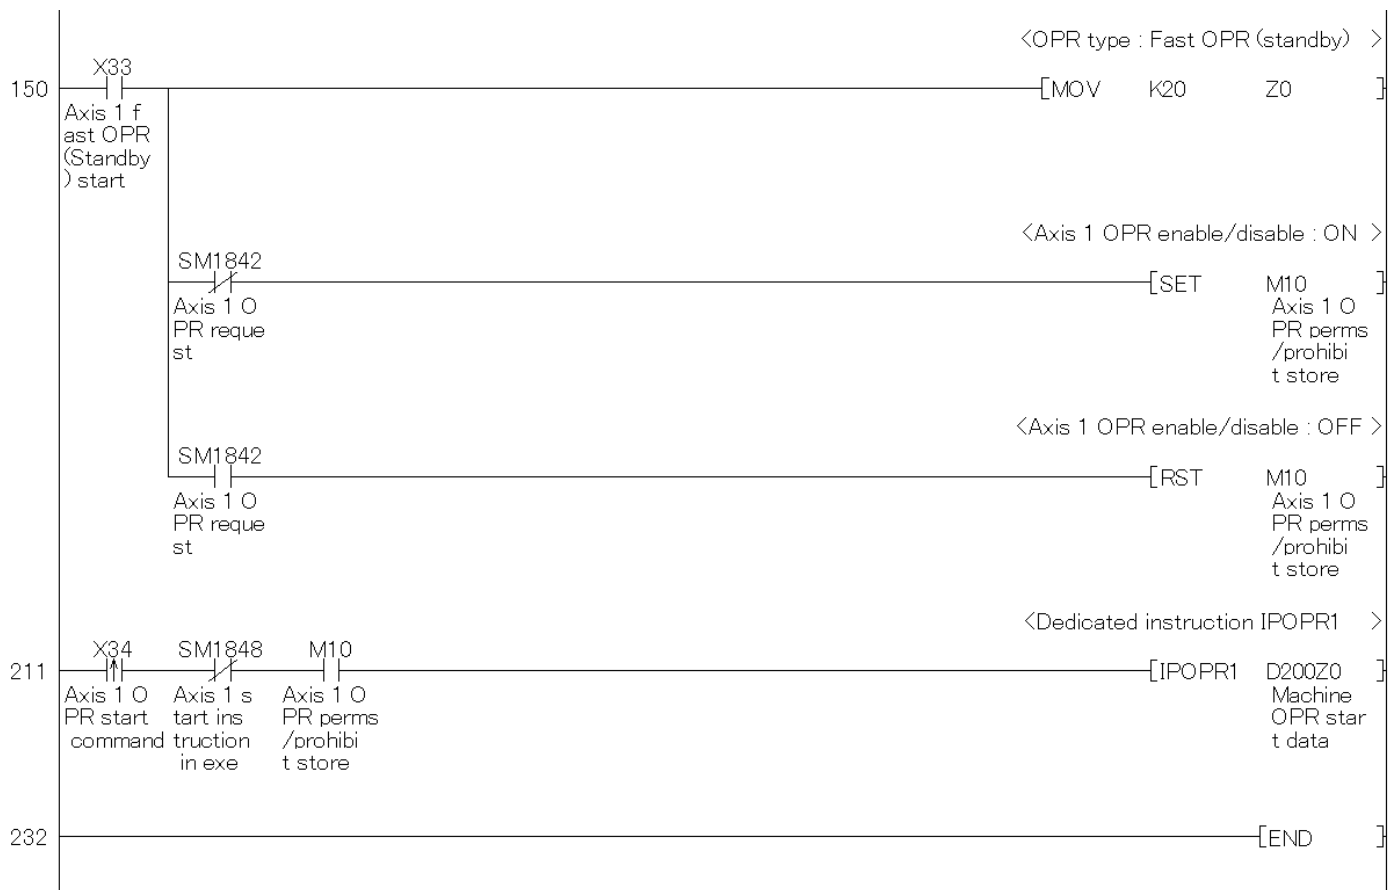 <OPR type : Fast OPR (standby) >
X33
150 [MOV K20 Z0 ]
Axis 1 f
ast OPR
(Standby
) start
<Axis 1 OPR enable/disable : ON >
SM1842
[SET M10 ]
Axis 1 O
PR reque
st
Axis 1 O
PR perms
/prohibi
t store
<Axis 1 OPR enable/disable : OFF >
SM1842
[RST M10 ]
Axis 1 O
PR reque
st
Axis 1 O
PR perms
/prohibi
t store
<Dedicated instruction IPOPR1 >
X34 SM1848 M10
211 [IPOPR1 D200Z0 ]
Axis 1 O
PR start
command
Axis 1 s
tart ins
truction
in exe
Axis 1 O
PR perms
/prohibi
t store
Machine
OPR star
t data
232 [END ]